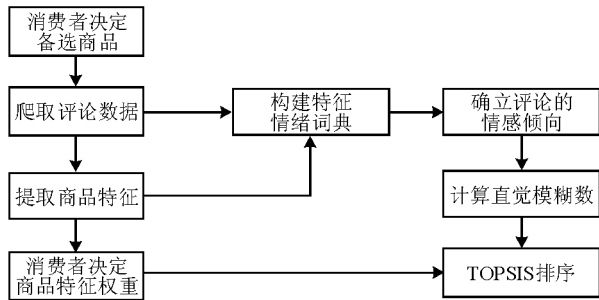 消费者决定
备选商品
爬取评论数据
构建特征
情绪词典
确立评论的
情感倾向
提取商品特征
计算直觉模糊数
消费者决定
商品特征权重
TOPSIS排序